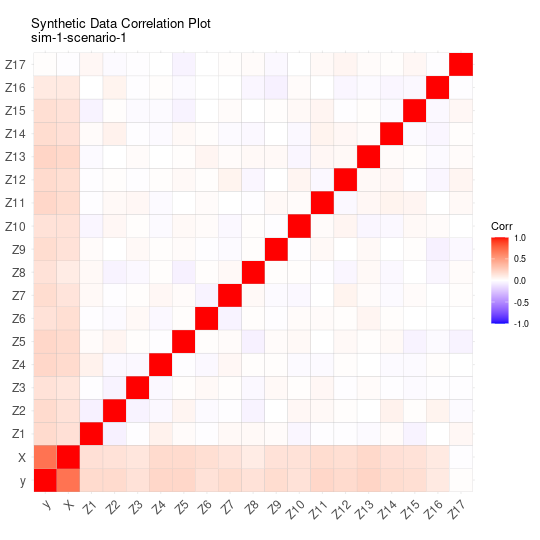 Synthetic Data Correlation Plot
sim-1-scenario-1
Z17
Z16
Z15
Z14
Z13
Z12
Z11
Z10
Z9
Z8
Z7
Z6
Z5
Z4
Z3
Z2
Z1
X
y
y X Z1 Z2 Z3 Z4 Z5 Z6 Z7 Z8 Z9 Z10 Z11 Z12 Z13 Z14 Z15 Z16 Z17
Corr
1.0
0.5
0.0
-0.5
-1.0